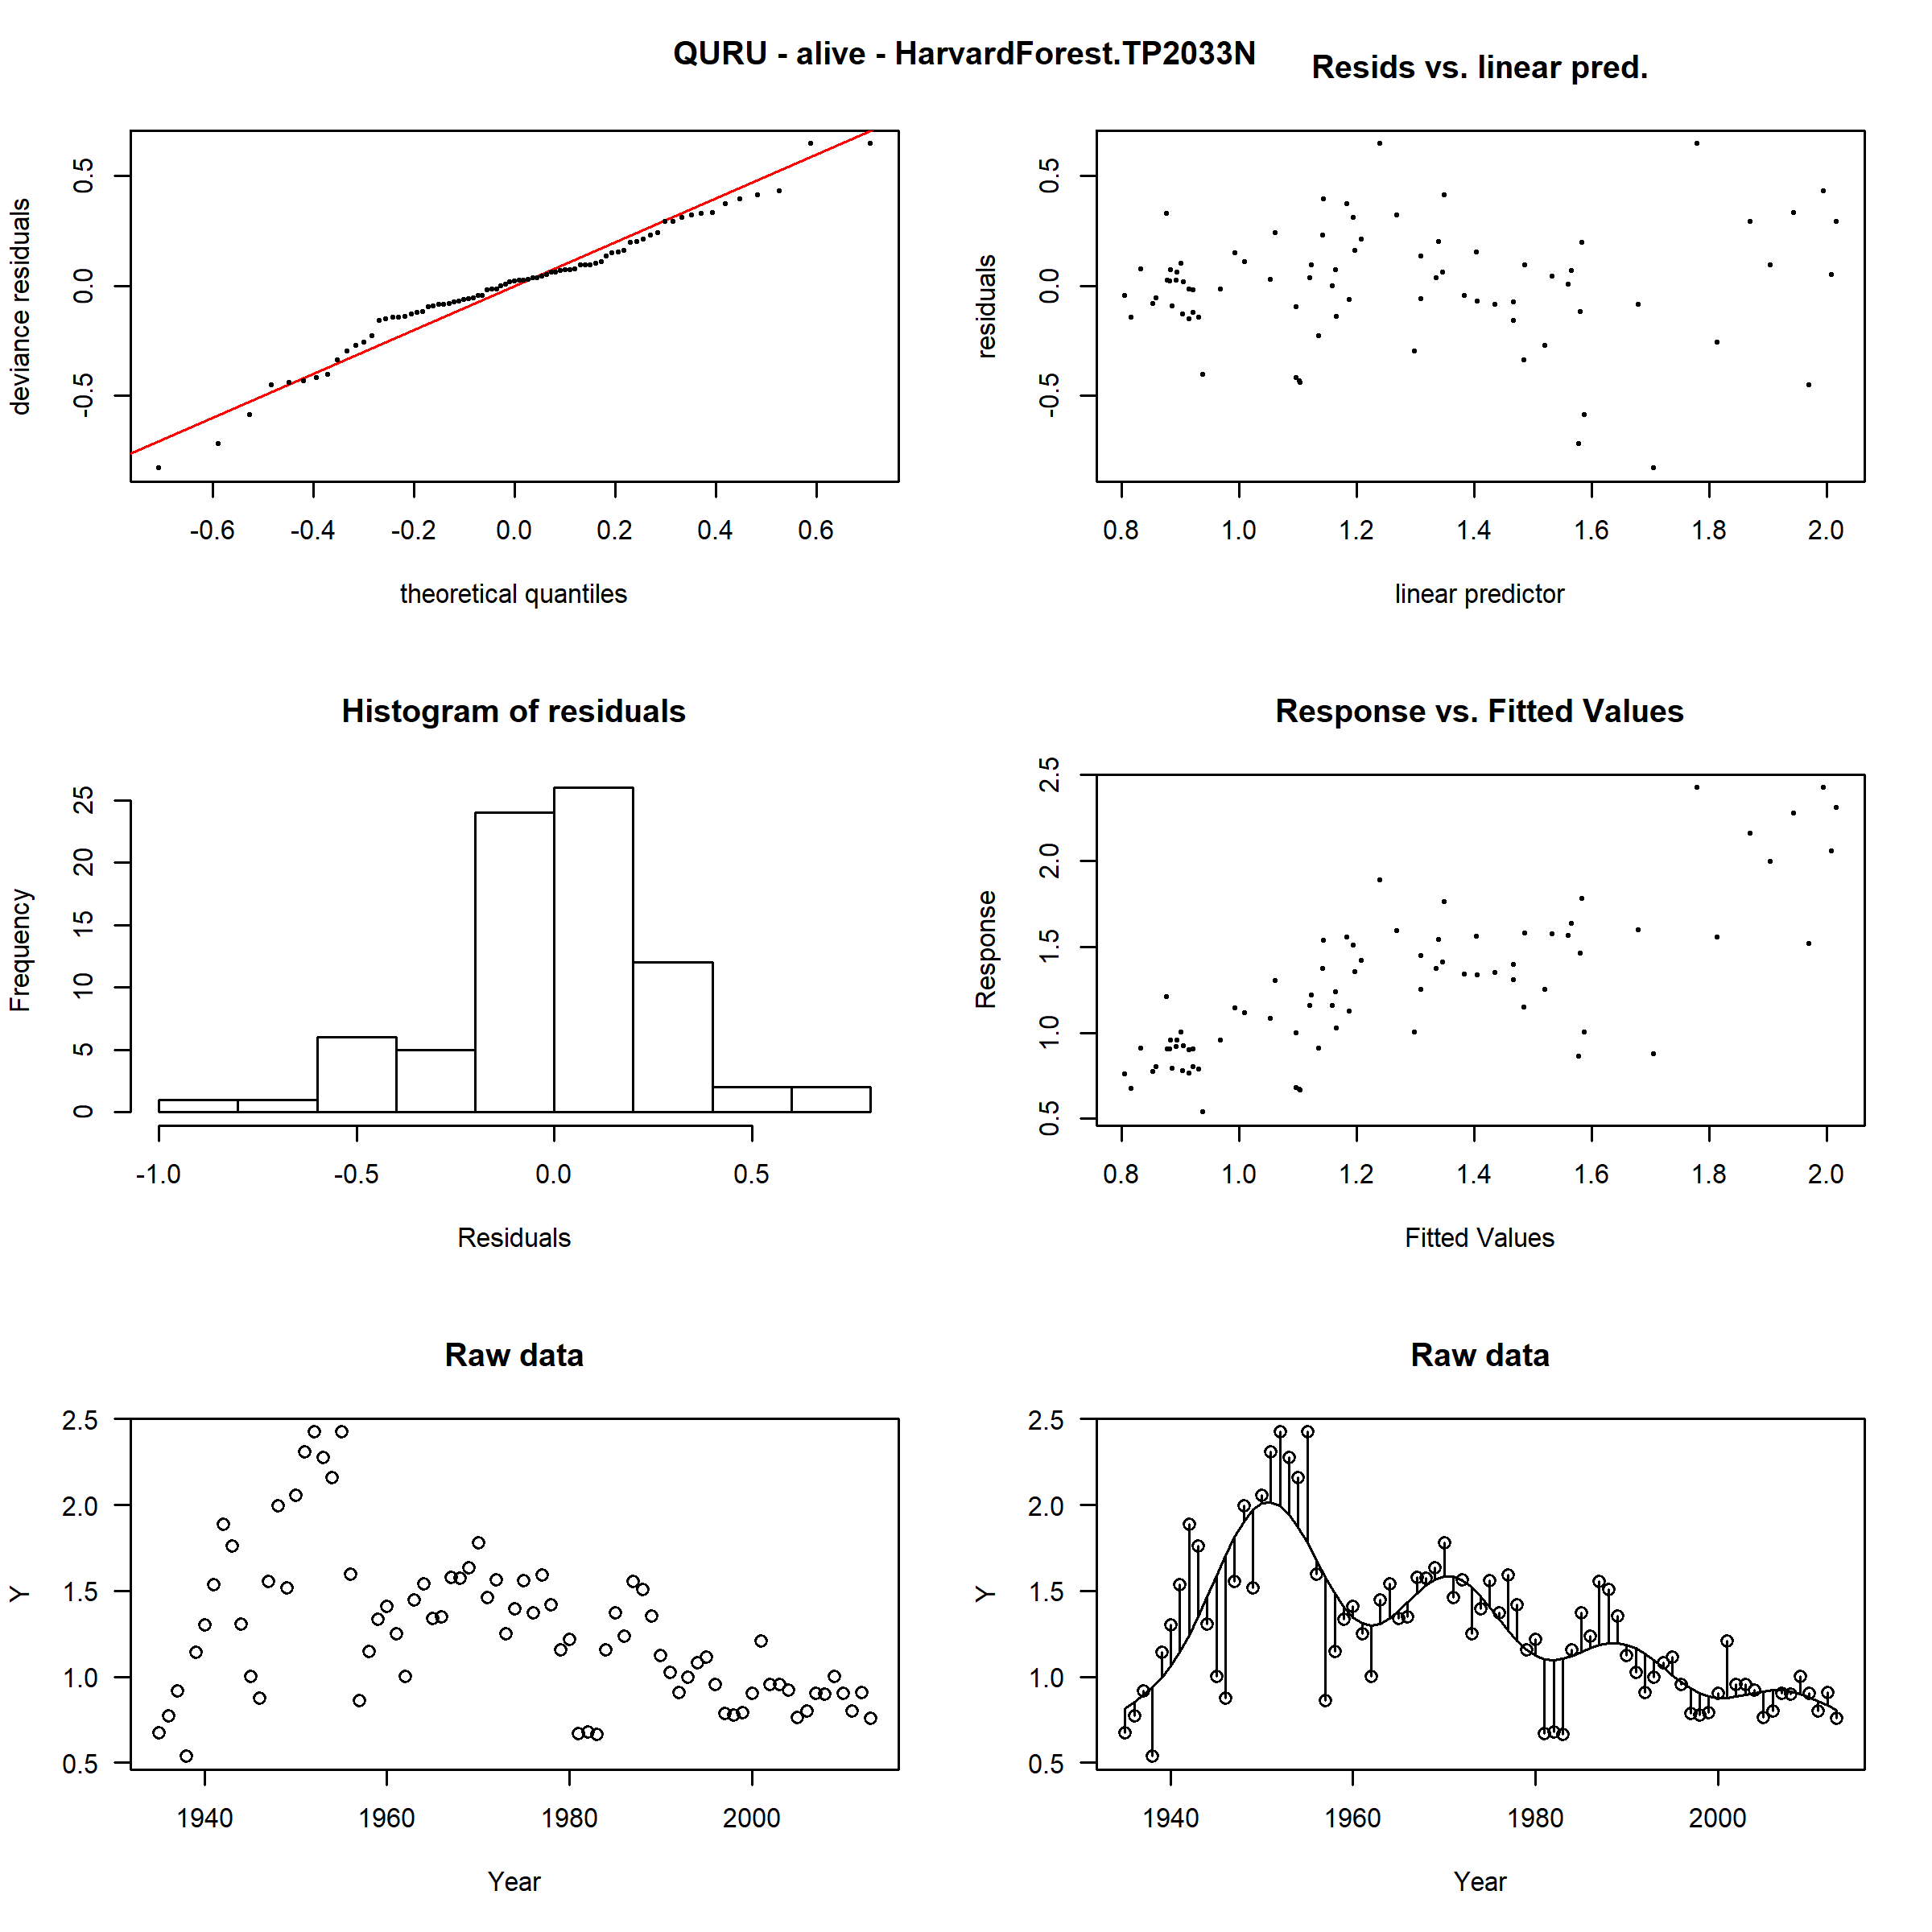 QURU - alive - HarvardForest.TP2033N
Resids vs. linear pred.
deviance residuals
-0.5 0.0 0.5
-0.6 -0.4 -0.2 0.0 0.2 0.4 0.6
theoretical quantiles
residuals
-0.5 0.0 0.5
0.8 1.0 1.2 1.4 1.6 1.8 2.0
linear predictor
Histogram of residuals
Frequency
0 5 10 15 20 25
-1.0 -0.5 0.0 0.5
Residuals
Response vs. Fitted Values
Response
0.5 1.0 1.5 2.0 2.5
0.8 1.0 1.2 1.4 1.6 1.8 2.0
Fitted Values
Raw data
Y
2.5
2.0
1.5
1.0
0.5
1940 1960 1980 2000
Year
Raw data
Y
2.5
2.0
1.5
1.0
0.5
1940 1960 1980 2000
Year